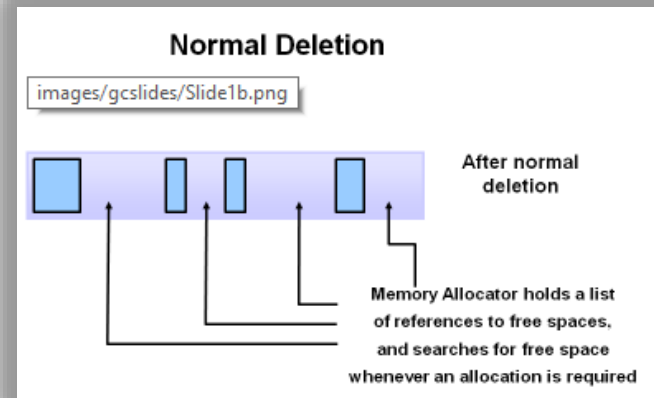 Normal Deletion
images/gcslides/Slide1b.png
After normal
deletion
Memory Allocator holds a list
of references to free spaces,
and searches for free space
whenever an allocation is required